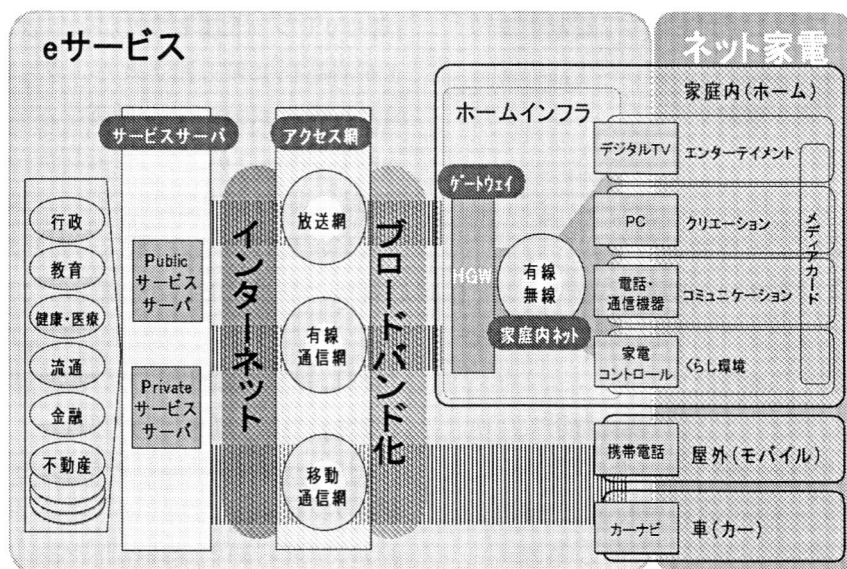 eサービス
ネット家電
サービスサーバ
アクセス網
家庭内(ホーム)
ホームインフラ
ゲートウェイ
行政
教育
健康・医療
流通
金融
不動産
Public
サービス
サーバ
Private
サービス
サーバ
インターネット
放送網
有線
通信網
移動
通信網
ブロードバンド化
HGW
有線
無線
家庭内ネット
デジタルTV
エンターテイメント
PC
クリエーション
電話・
通信機器
コミュニケーション
家電
コントロール
くらし環境
メディアカード
携帯電話
屋外(モバイル)
カーナビ
車(カー)